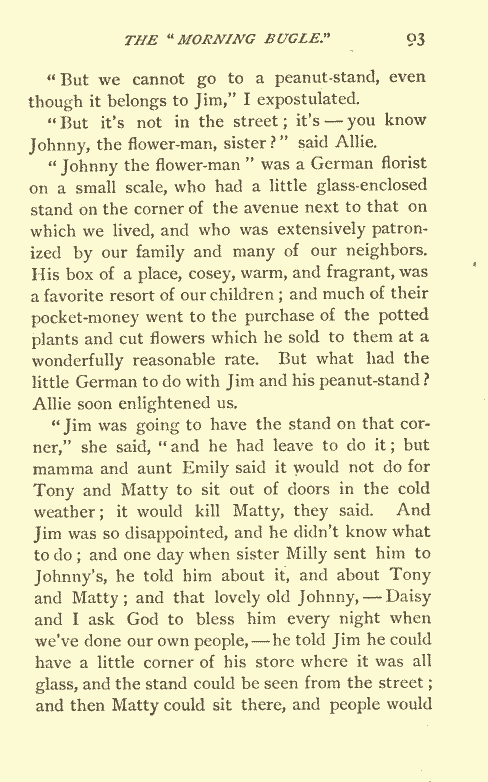 THE "MORNING BUGLE." 93
"But we cannot go to a peanut-stand, even
though it belongs to Jim," I expostulated.
"But it's not in the street; it's — you know
Johnny, the flower-man, sister?" said Allie.
"Johnny the flower-man" was a German florist
on a small scale, who had a little glass-enclosed
stand on the corner of the avenue next to that on
which we lived, and who was extensively patron-
ized by our family and many of our neighbors.
His box of a place, cosey, warm, and fragrant, was
a favorite resort of our children; and much of their
pocket-money went to the purchase of the potted
plants and cut flowers which he sold to them at a
wonderfully reasonable rate. But what had the
little German to do with Jim and his peanut-stand?
Allie soon enlightened us.
"Jim was going to have the stand on that cor-
ner," she said, "and he had leave to do it; but
mamma and aunt Emily said it would not do for
Tony and Matty to sit out of doors in the cold
weather; it would kill Matty, they said. And
Jim was so disappointed, and he didn't know what
to do; and one day when sister Milly sent him to
Johnny's, he told him about it, and about Tony
and Matty; and that lovely old Johnny, — Daisy
and I ask God to bless him every night when
we've done our own people, — he told Jim he could
have a little corner of his store where it was all
glass, and the stand could be seen from the street;
and then Matty could sit there, and people would